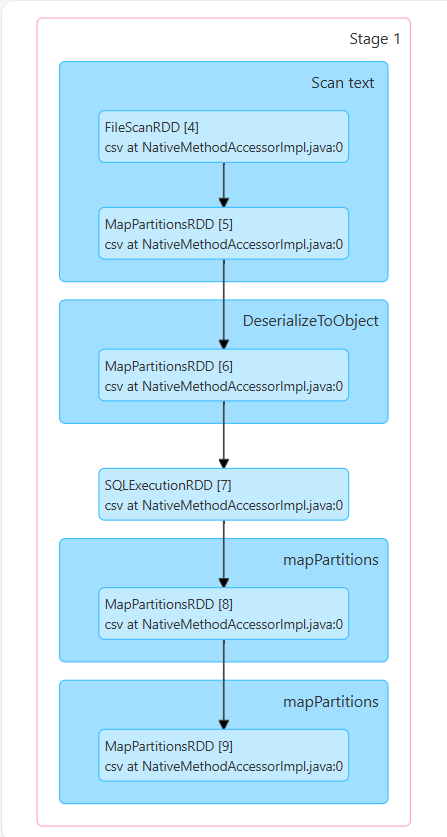 Stage 1
Scan text
FileScanRDD [4]
csv at NativeMethodAccessorImpl.java:0
MapPartitionsRDD [5]
csv at NativeMethodAccessorImpl.java:0
DeserializeToObject
MapPartitionsRDD [6]
csv at NativeMethodAccessorImpl.java:0
SQLExecutionRDD [7]
csv at NativeMethodAccessorImpl.java:0
mapPartitions
MapPartitionsRDD [8]
csv at NativeMethodAccessorImpl.java:0
mapPartitions
MapPartitionsRDD [9]
csv at NativeMethodAccessorImpl.java:0